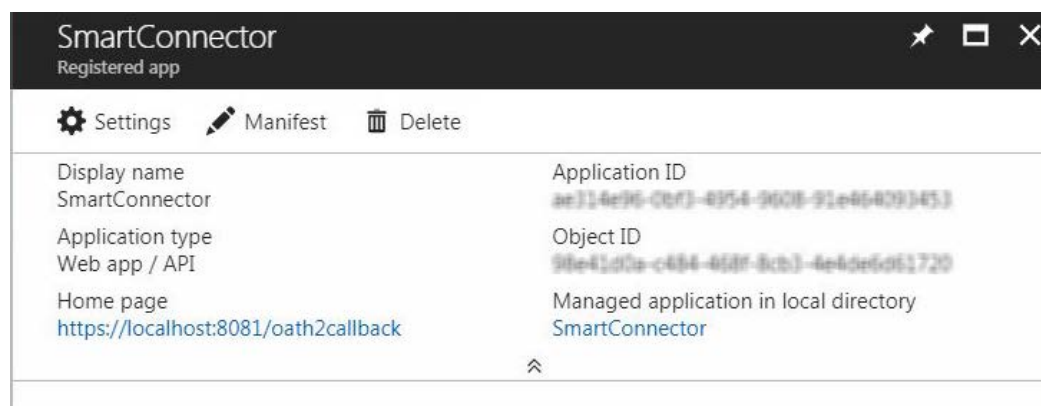 SmartConnector
Registered app
Settings Manifest Delete
Display name
SmartConnector
Application ID
Application type
Web app / API
Object ID
Home page
https://localhost:8081/oath2callback
Managed application in local directory
SmartConnector